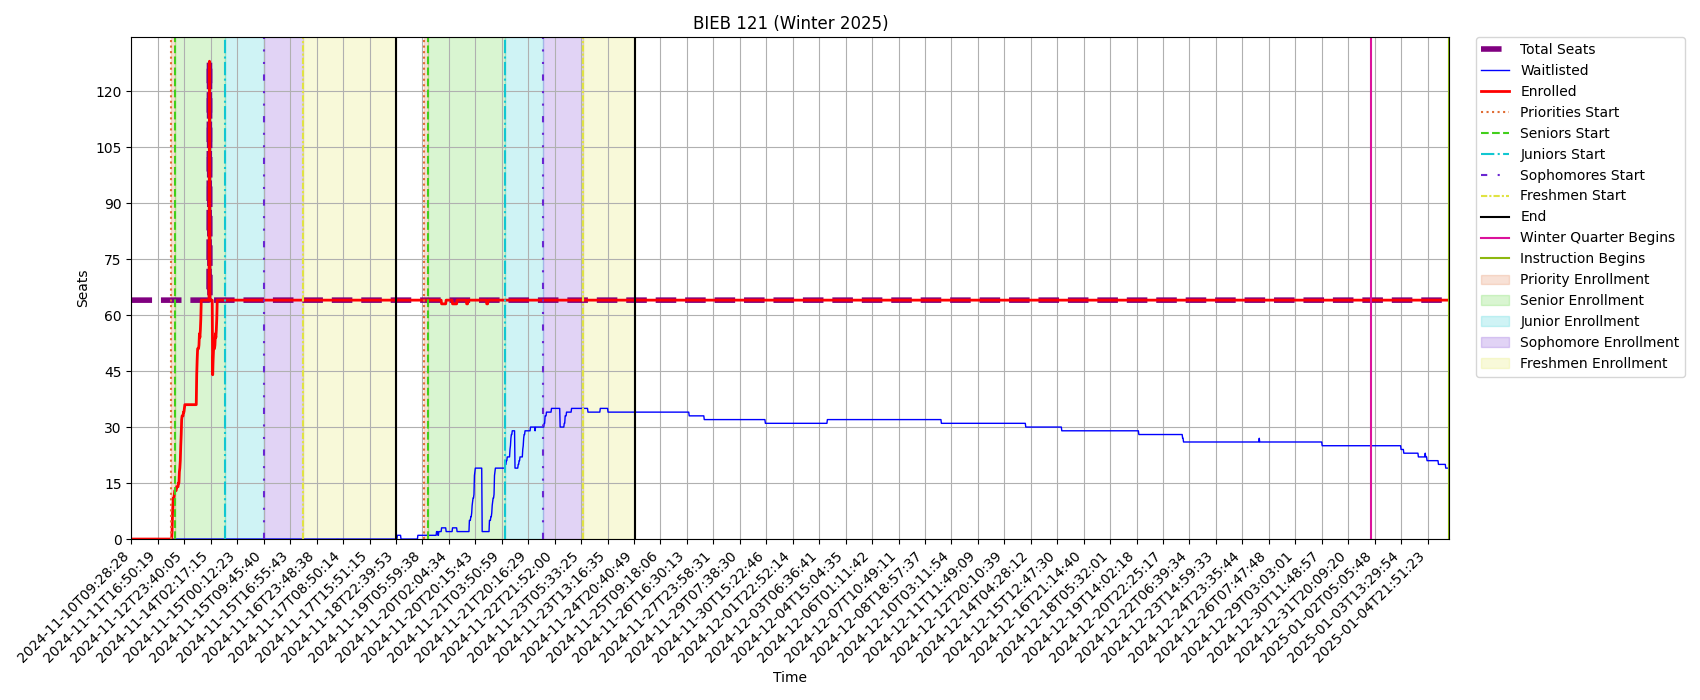 BIEB 121 (Winter 2025)
Seats
120
105
90
75
60
45
30
15
0
2024-11-10T09:28:28
2024-11-11T16:50:19
2024-11-12T23:40:05
2024-11-14T02:17:15
2024-11-15T00:12:23
2024-11-15T09:45:40
2024-11-15T16:55:43
2024-11-16T23:48:38
2024-11-17T08:50:14
2024-11-17T15:51:15
2024-11-18T22:39:53
2024-11-19T05:59:38
2024-11-20T02:04:34
2024-11-20T20:15:43
2024-11-21T03:50:59
2024-11-21T20:16:29
2024-11-22T21:52:00
2024-11-23T05:33:25
2024-11-23T13:16:35
2024-11-24T20:40:49
2024-11-25T09:18:06
2024-11-26T16:30:13
2024-11-27T23:58:31
2024-11-29T07:38:30
2024-11-30T15:22:46
2024-12-01T22:52:14
2024-12-03T06:36:41
2024-12-04T15:04:35
2024-12-06T01:11:42
2024-12-07T10:49:11
2024-12-08T18:57:37
2024-12-10T03:11:54
2024-12-11T11:49:09
2024-12-12T20:10:39
2024-12-14T04:28:12
2024-12-15T12:47:30
2024-12-16T21:14:40
2024-12-18T05:32:01
2024-12-19T14:02:18
2024-12-20T22:25:17
2024-12-22T06:39:34
2024-12-23T14:59:33
2024-12-24T23:35:44
2024-12-26T07:47:48
2024-12-29T03:03:01
2024-12-30T11:48:57
2024-12-31T20:09:20
2025-01-02T05:05:48
2025-01-03T13:29:54
2025-01-04T21:51:23
Time
Total Seats
Waitlisted
Enrolled
Priorities Start
Seniors Start
Juniors Start
Sophomores Start
Freshmen Start
End
Winter Quarter Begins
Instruction Begins
Priority Enrollment
Senior Enrollment
Junior Enrollment
Sophomore Enrollment
Freshmen Enrollment